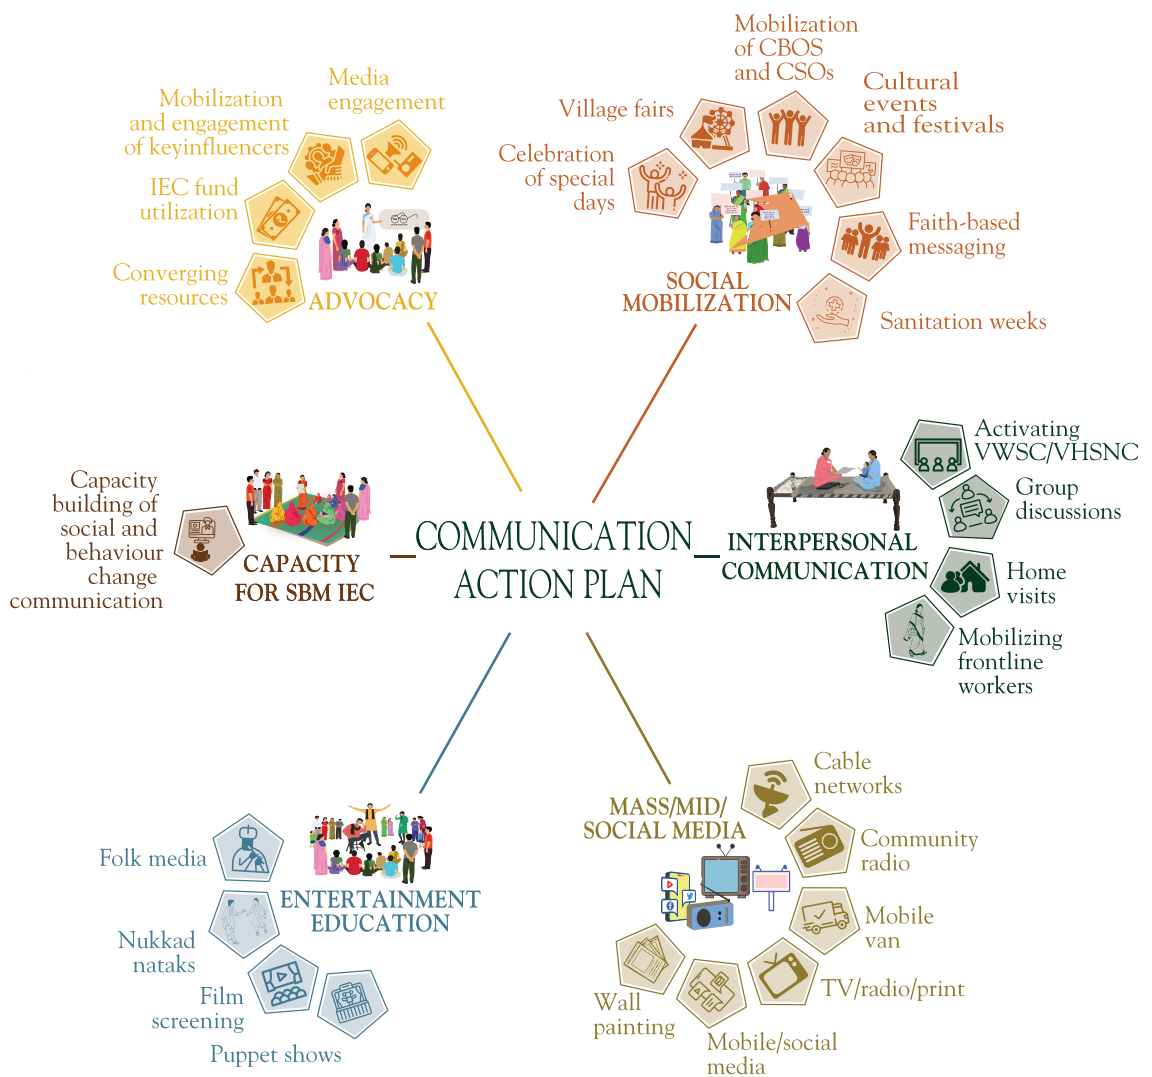 Media
engagement
Mobilization
and engagement
of keyinfluencers
IEC fund
utilization
Converging
resources
ADVOCACY
Mobilization
of CBOS
and CSOs
Village fairs
Cultural
events
and festivals
Celebration
of special
days
Faith-based
messaging
SOCIAL
MOBILIZATION
Sanitation weeks
Capacity
building of
social and
behaviour
change
communication
CAPACITY
FOR SBM IEC
COMMUNICATION
ACTION PLAN
INTERPERSONAL
COMMUNICATION
Activating
VWSC/VHSNC
Group
discussions
Home
visits
Mobilizing
frontline
workers
Folk media
ENTERTAINMENT
EDUCATION
Nukkad
nataks
Film
screening
Puppet shows
MASS/MID/
SOCIAL MEDIA
Cable
networks
Community
radio
Mobile
van
TV/radio/print
Mobile/social
media
Wall
painting